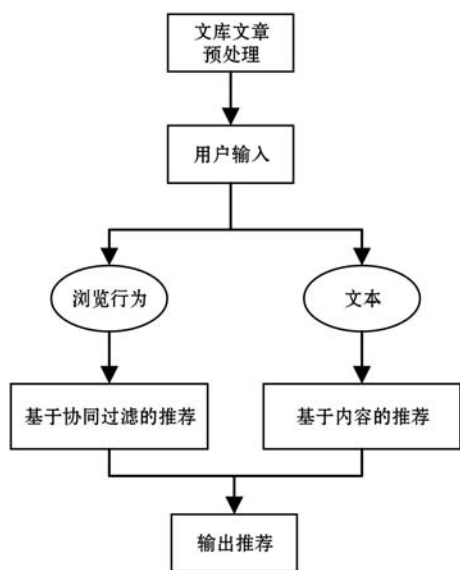 文库文章
预处理
用户输入
浏览行为
文本
基于协同过滤的推荐
基于内容的推荐
输出推荐